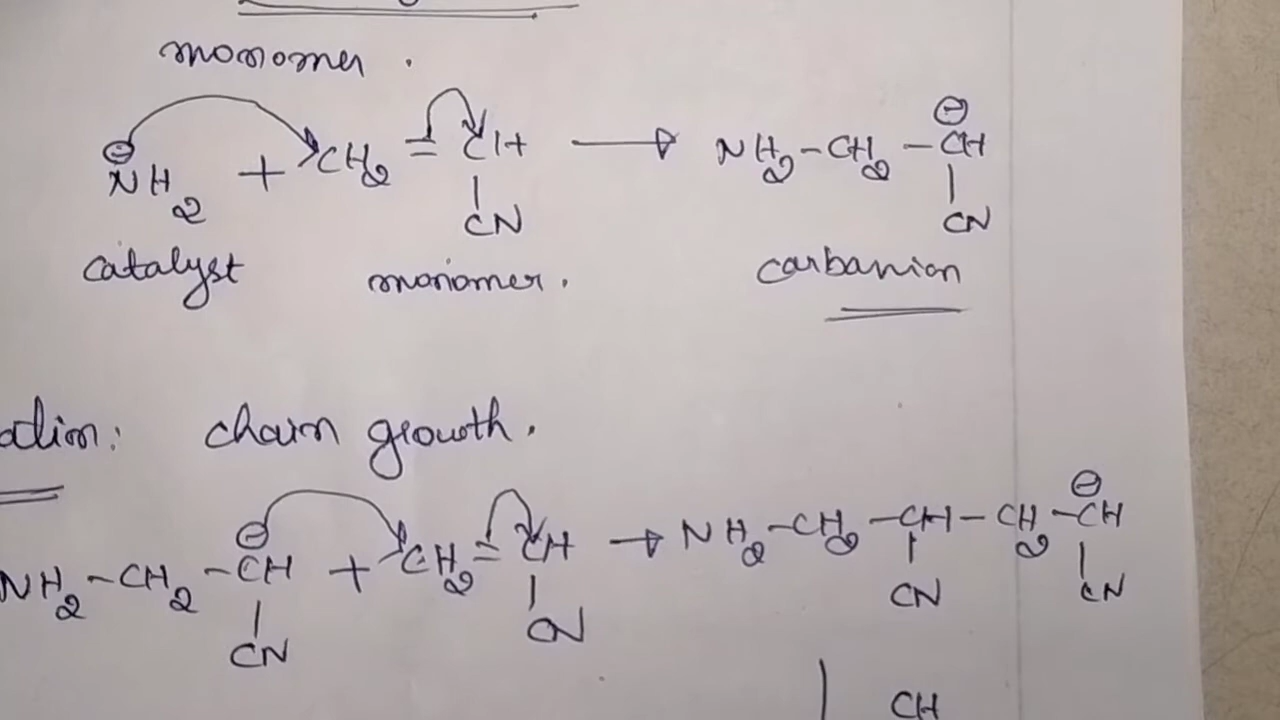 monomer.
⊖
NH2 + CH2 = CH → NH2-CH2-CH
⊖
CN CN
catalyst monomer. carbanion
ation: chain growth.
⊖ ⊖
NH2-CH2-CH + CH2=CH → NH2-CH2-CH-CH2-CH
CN CN CN CN
CH